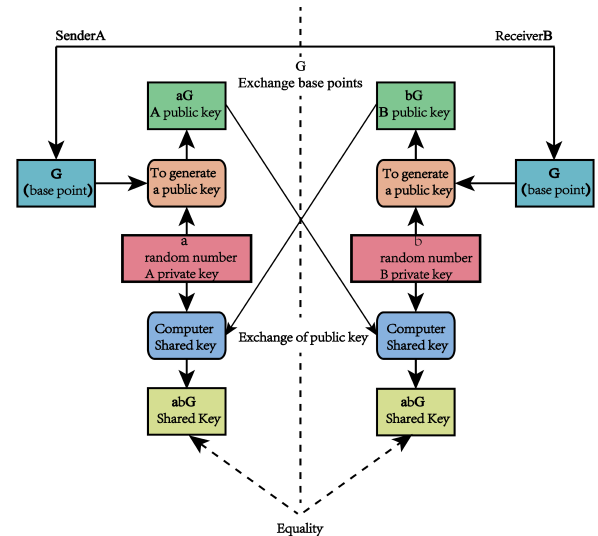 SenderA
ReceiverB
G
Exchange base points
aG
A public key
bG
B public key
G
(base point)
To generate
a public key
To generate
a public key
G
(base point)
a
random number
A private key
b
random number
B private key
Computer
Shared key
Exchange of public key
Computer
Shared key
abG
Shared Key
abG
Shared Key
Equality